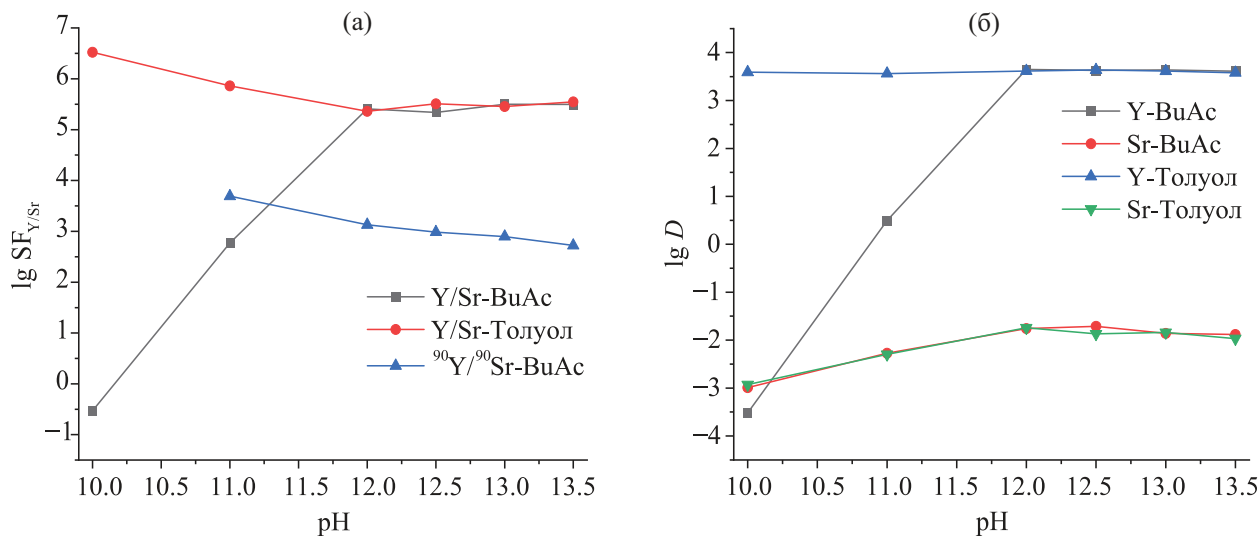 (а)
7
6
5
4
3
2
1
0
−1
lg SF Y/Sr
Y/Sr-BuAc
Y/Sr-Толуол
90Y/90Sr-BuAc
10.0 10.5 11.0 11.5 12.0 12.5 13.0 13.5
pH
(б)
4
3
2
1
0
−1
−2
−3
−4
lg D
Y-BuAc
Sr-BuAc
Y-Толуол
Sr-Толуол
10.0 10.5 11.0 11.5 12.0 12.5 13.0 13.5
pH